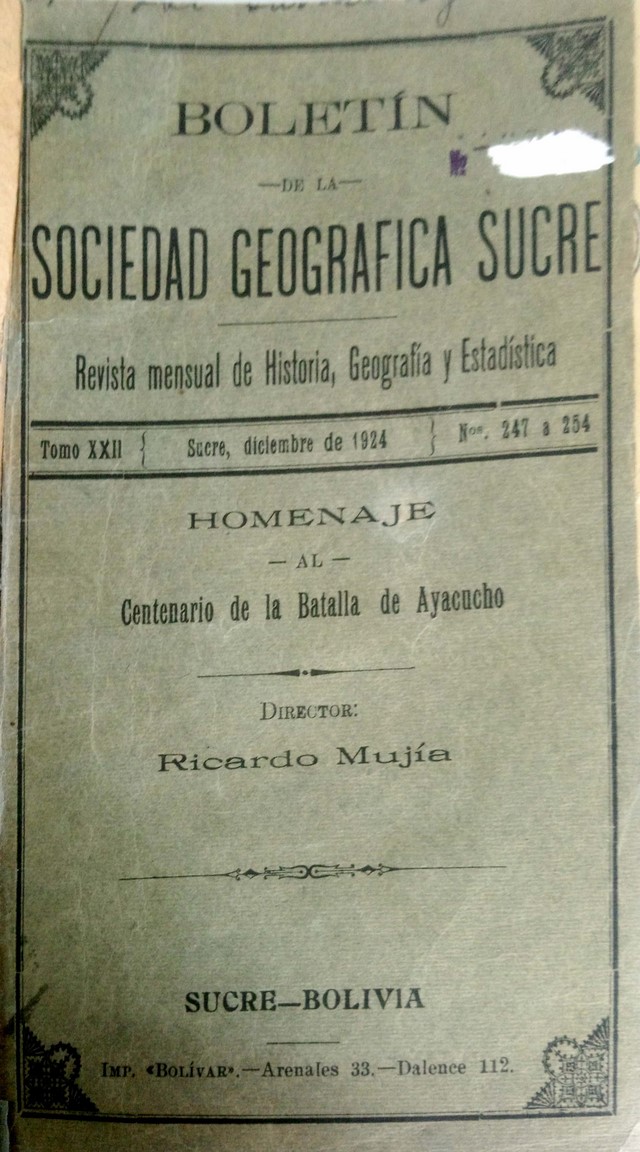 BOLETÍN
—DE LA—
SOCIEDAD GEOGRAFICA SUCRE
Revista mensual de Historia, Geografía y Estadística
Tomo XXII { Sucre, diciembre de 1924 } Nos. 247 a 254
HOMENAJE
— AL —
Centenario de la Batalla de Ayacucho
DIRECTOR:
Ricardo Mujía
SUCRE—BOLIVIA
IMP. «BOLÍVAR».—Arenales 33.—Dalence 112.